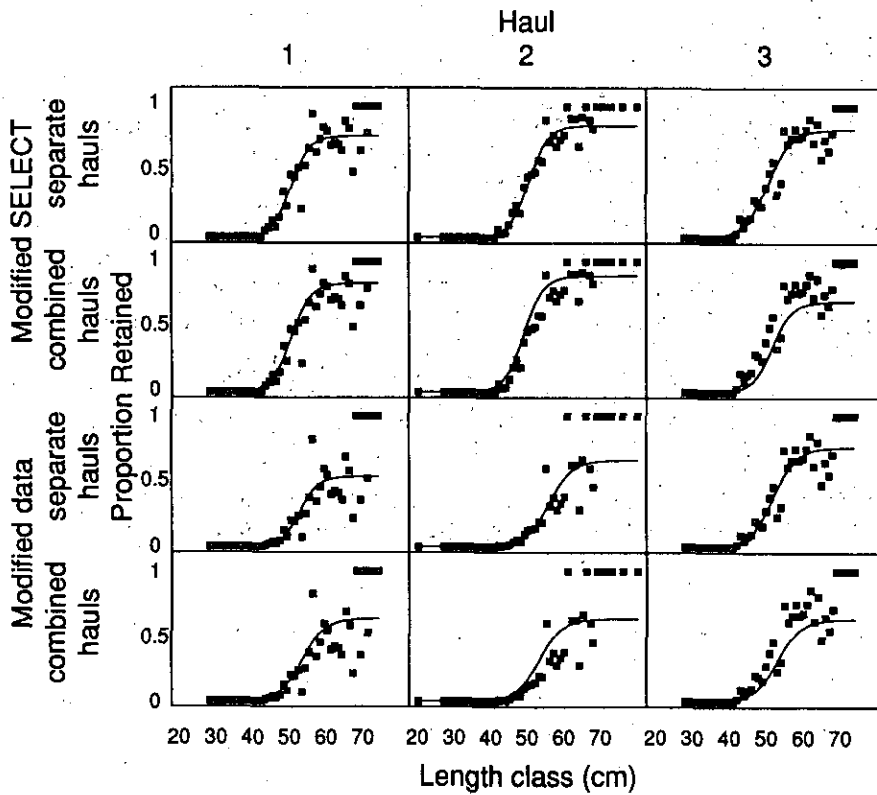 Haul
1 2 3
Modified SELECT
separate
hauls
combined
hauls
Modified data
separate
hauls
combined
hauls
Proportion Retained
1
0.5
0
1
0.5
0
1
0.5
0
1
0.5
0
20 30 40 50 60 70 20 30 40 50 60 70 20 30 40 50 60 70
Length class (cm)